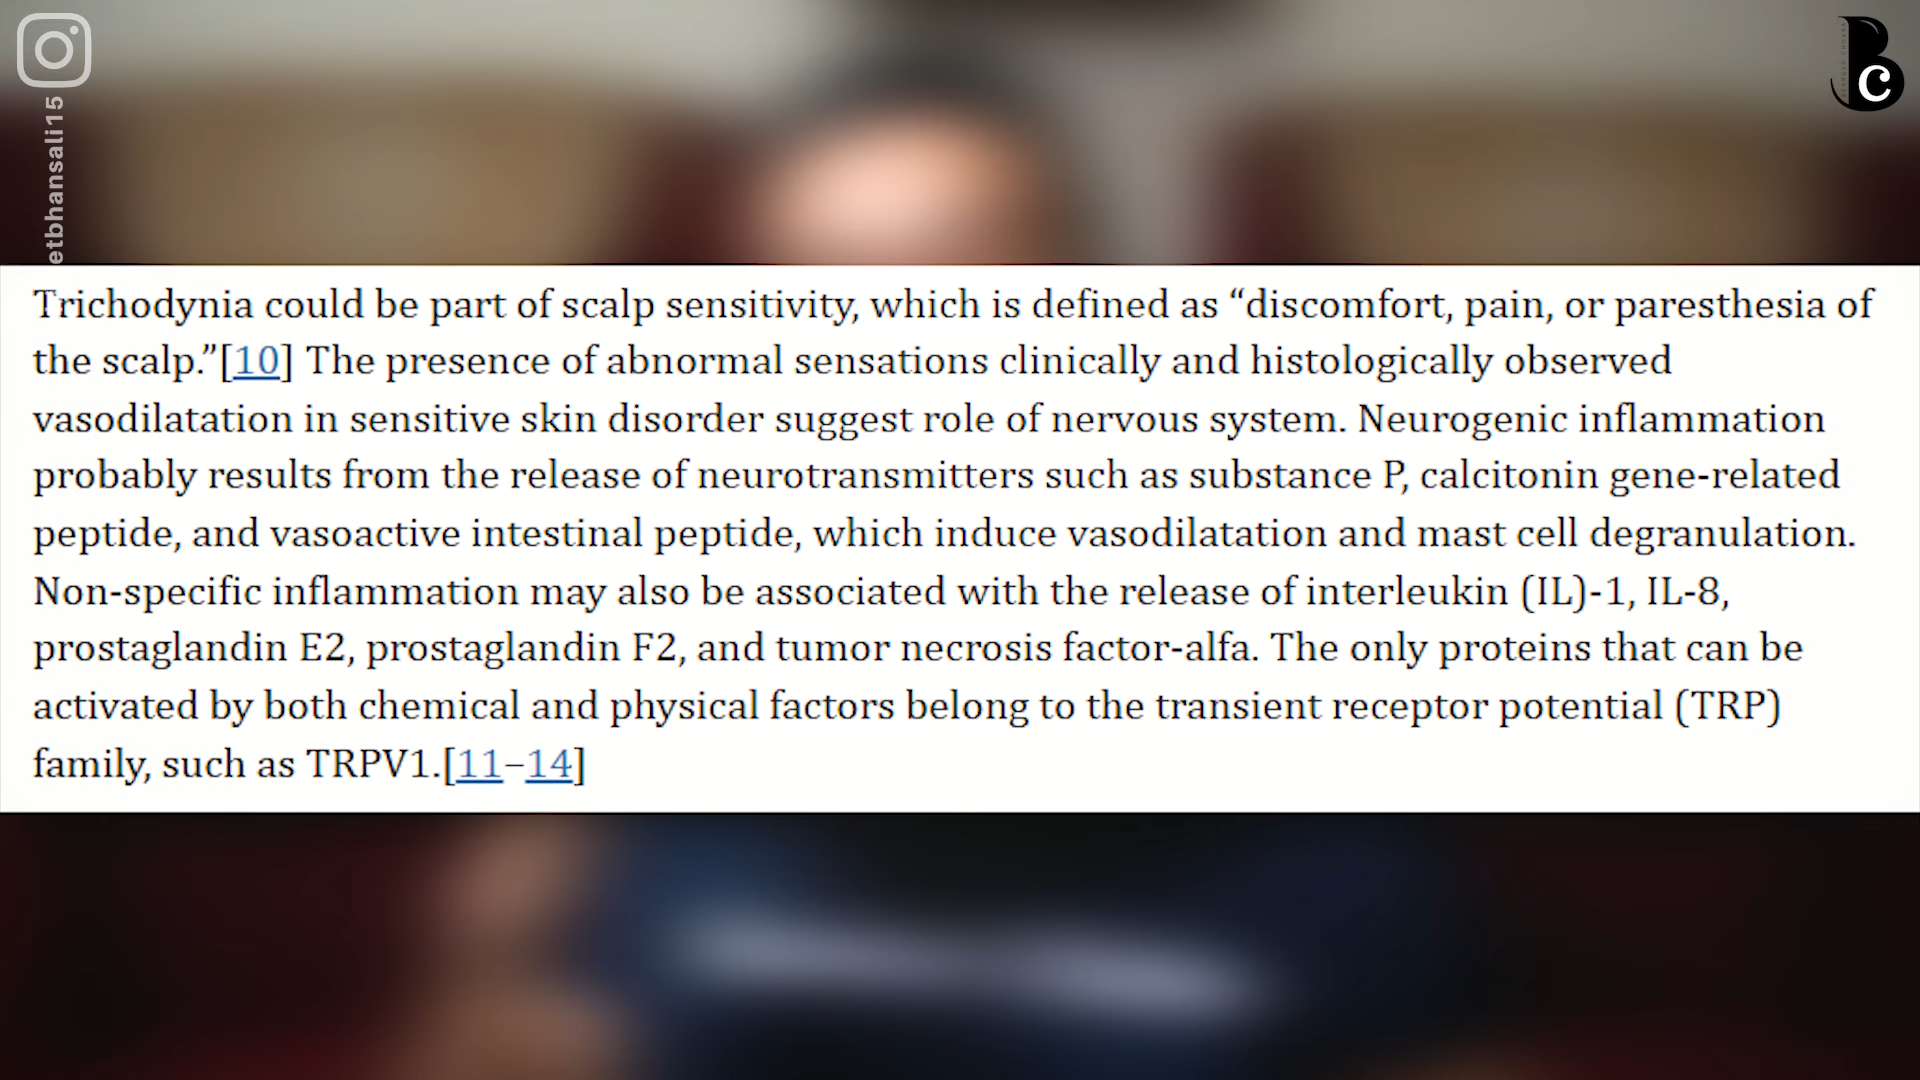 etbhansali15
BC
Trichodynia could be part of scalp sensitivity, which is defined as “discomfort, pain, or paresthesia of
the scalp.”[10] The presence of abnormal sensations clinically and histologically observed
vasodilatation in sensitive skin disorder suggest role of nervous system. Neurogenic inflammation
probably results from the release of neurotransmitters such as substance P, calcitonin gene-related
peptide, and vasoactive intestinal peptide, which induce vasodilatation and mast cell degranulation.
Non-specific inflammation may also be associated with the release of interleukin (IL)-1, IL-8,
prostaglandin E2, prostaglandin F2, and tumor necrosis factor-alfa. The only proteins that can be
activated by both chemical and physical factors belong to the transient receptor potential (TRP)
family, such as TRPV1.[11–14]